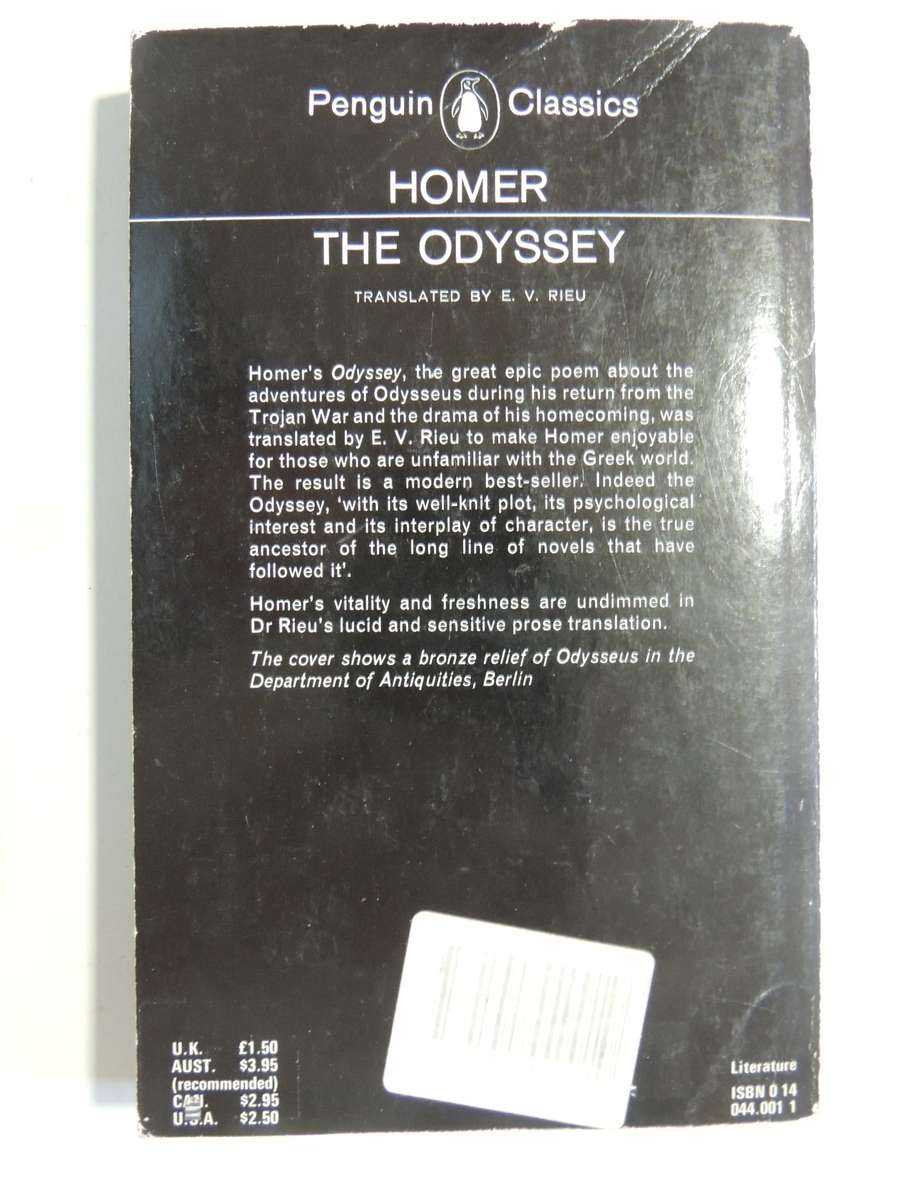 Penguin Classics
HOMER
THE ODYSSEY
TRANSLATED BY E. V. RIEU
Homer's Odyssey, the great epic poem about the
adventures of Odysseus during his return from the
Trojan War and the drama of his homecoming, was
translated by E. V. Rieu to make Homer enjoyable
for those who are unfamiliar with the Greek world.
The result is a modern best-seller. Indeed the
Odyssey, 'with its well-knit plot, its psychological
interest and its interplay of character, is the true
ancestor of the long line of novels that have
followed it'.
Homer's vitality and freshness are undimmed in
Dr Rieu's lucid and sensitive prose translation.
The cover shows a bronze relief of Odysseus in the
Department of Antiquities, Berlin
U.K. £1.50
AUST. $3.95
(recommended)
CAN. $2.95
U.S.A. $2.50
Literature
ISBN 0 14
044.001 1